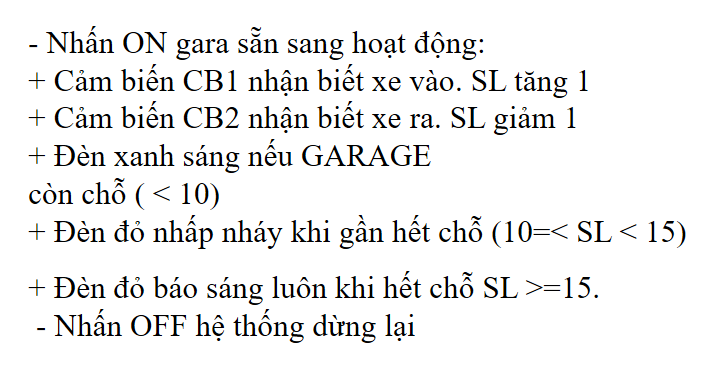 - Nhấn ON gara sẵn sang hoạt động:
+ Cảm biến CB1 nhận biết xe vào. SL tăng 1
+ Cảm biến CB2 nhận biết xe ra. SL giảm 1
+ Đèn xanh sáng nếu GARAGE
còn chỗ ( < 10)
+ Đèn đỏ nhấp nháy khi gần hết chỗ (10=< SL < 15)
+ Đèn đỏ báo sáng luôn khi hết chỗ SL >=15.
- Nhấn OFF hệ thống dừng lại